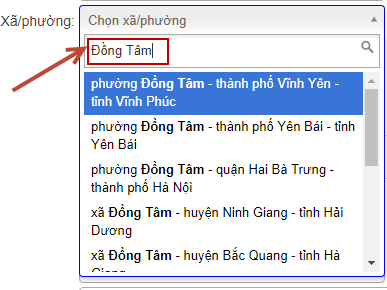 Xã/phường:
Chọn xã/phường
Đồng Tâm
phường Đồng Tâm - thành phố Vĩnh Yên -
tỉnh Vĩnh Phúc
phường Đồng Tâm - thành phố Yên Bái - tỉnh
Yên Bái
phường Đồng Tâm - quận Hai Bà Trưng -
thành phố Hà Nội
xã Đồng Tâm - huyện Ninh Giang - tỉnh Hải
Dương
xã Đồng Tâm - huyện Bắc Quang - tỉnh Hà
Giang